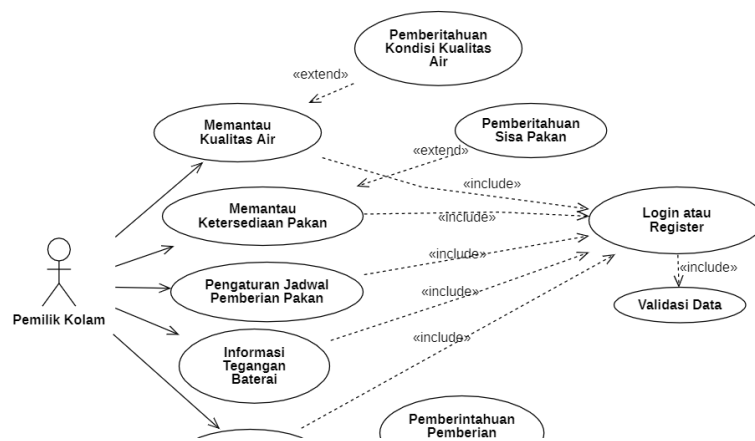 Pemberitahuan
Kondisi Kualitas
Air
«extend»
Memantau
Kualitas Air
Pemberitahuan
Sisa Pakan
«extend»
«include»
Memantau
Ketersediaan Pakan
«include»
Login atau
Register
Pemilik Kolam
Pengaturan Jadwal
Pemberian Pakan
«include»
«include»
«include»
Validasi Data
Informasi
Tegangan
Baterai
«include»
Pemberintahuan
Pemberian